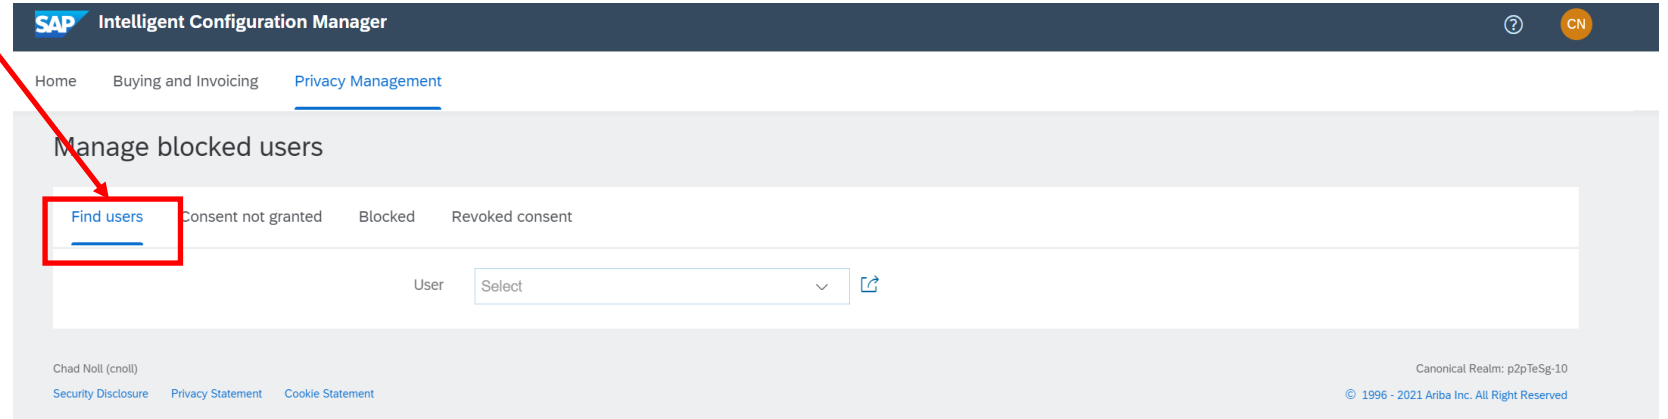 SAP Intelligent Configuration Manager ? CN
Home Buying and Invoicing Privacy Management
Manage blocked users
Find users Consent not granted Blocked Revoked consent
User Select
Chad Noll (cnoll) Canonical Realm: p2pTeSg-10
Security Disclosure Privacy Statement Cookie Statement © 1996 - 2021 Ariba Inc. All Right Reserved